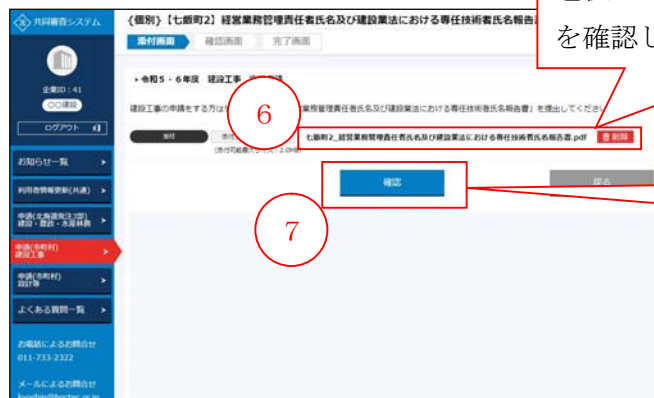 共同審査システム
{個別}【七飯町2】経営業務管理責任者氏名及び建設業法における専任技術者氏名報告
を確認し
添付画面
確認画面
完了画面
企業ID：41
〇〇建設
ログアウト
・令和5・6年度 建設工事
建設工事の申請をする方は
業務管理責任者氏名及び建設業法における専任技術者氏名報告書」を提出してくださ
6
添付
七飯町2_経営業務管理責任者氏名及び建設業法における専任技術者氏名報告書.pdf
削除
お知らせ一覧
確認
戻る
利用者情報更新(共通)
7
申請(北海道発注3部)
建設・農政・水産林務
申請(市町村)
建設工事
申請(市町村)
設計等
よくある質問一覧
お電話によるお問合せ
011-733-2322
メールによるお問合せ